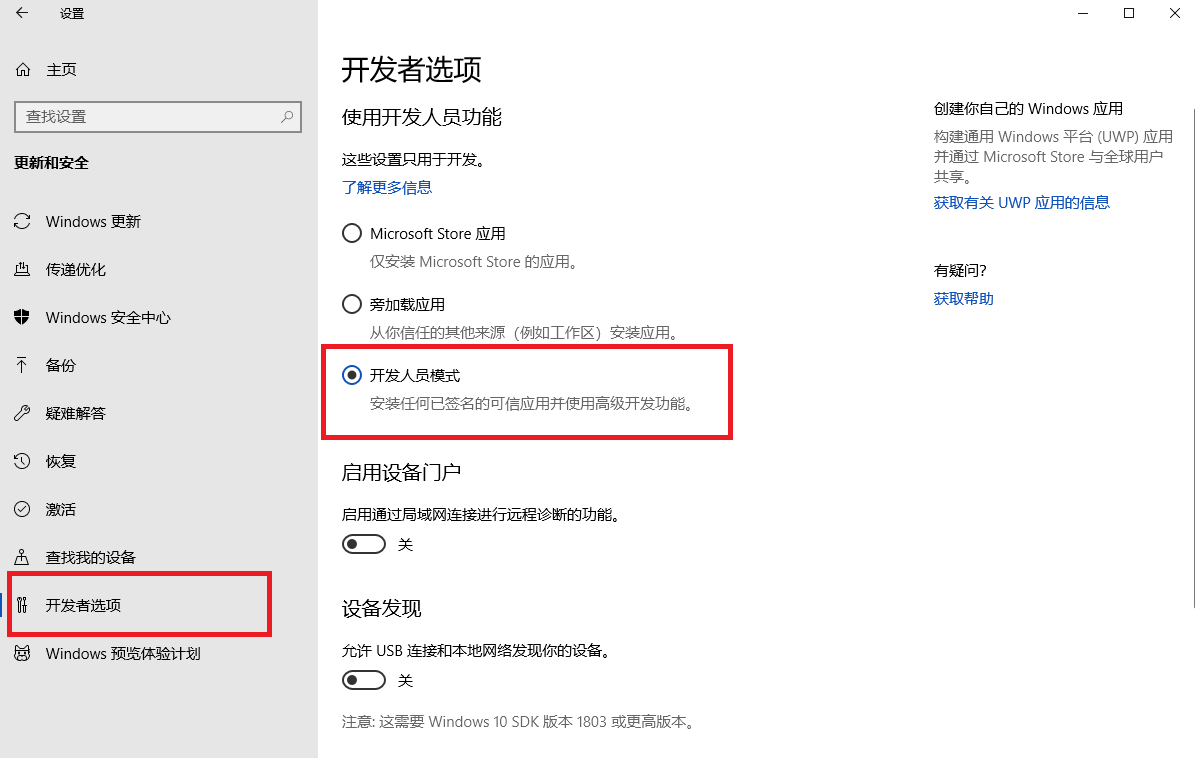 设置
主页
查找设置
更新和安全
Windows 更新
传递优化
Windows 安全中心
备份
疑难解答
恢复
激活
查找我的设备
开发者选项
Windows 预览体验计划
开发者选项
使用开发人员功能
这些设置只用于开发。
了解更多信息
Microsoft Store 应用
仅安装 Microsoft Store 的应用。
旁加载应用
从你信任的其他来源（例如工作区）安装应用。
开发人员模式
安装任何已签名的可信应用并使用高级开发功能。
启用设备门户
启用通过局域网连接进行远程诊断的功能。
关
设备发现
允许 USB 连接和本地网络发现你的设备。
关
注意: 这需要 Windows 10 SDK 版本 1803 或更高版本。
创建你自己的 Windows 应用
构建通用 Windows 平台 (UWP) 应用
并通过 Microsoft Store 与全球用户
共享。
获取有关 UWP 应用的信息
有疑问?
获取帮助